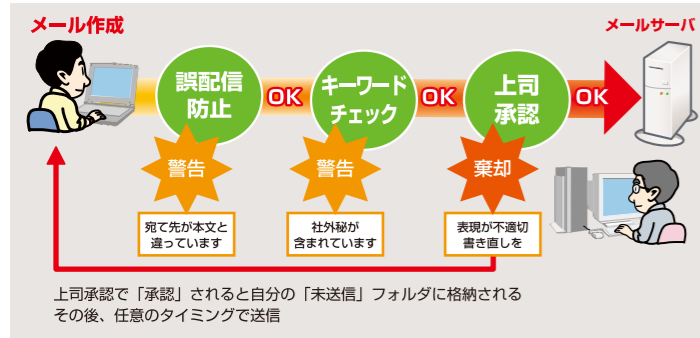 メール作成
メールサーバ
誤配信
防止
OK
キーワード
チェック
OK
上司
承認
OK
警告
警告
棄却
宛て先が本文と
違っています
社外秘が
含まれています
表現が不適切
書き直しを
上司承認で「承認」されると自分の「未送信」フォルダに格納される
その後、任意のタイミングで送信